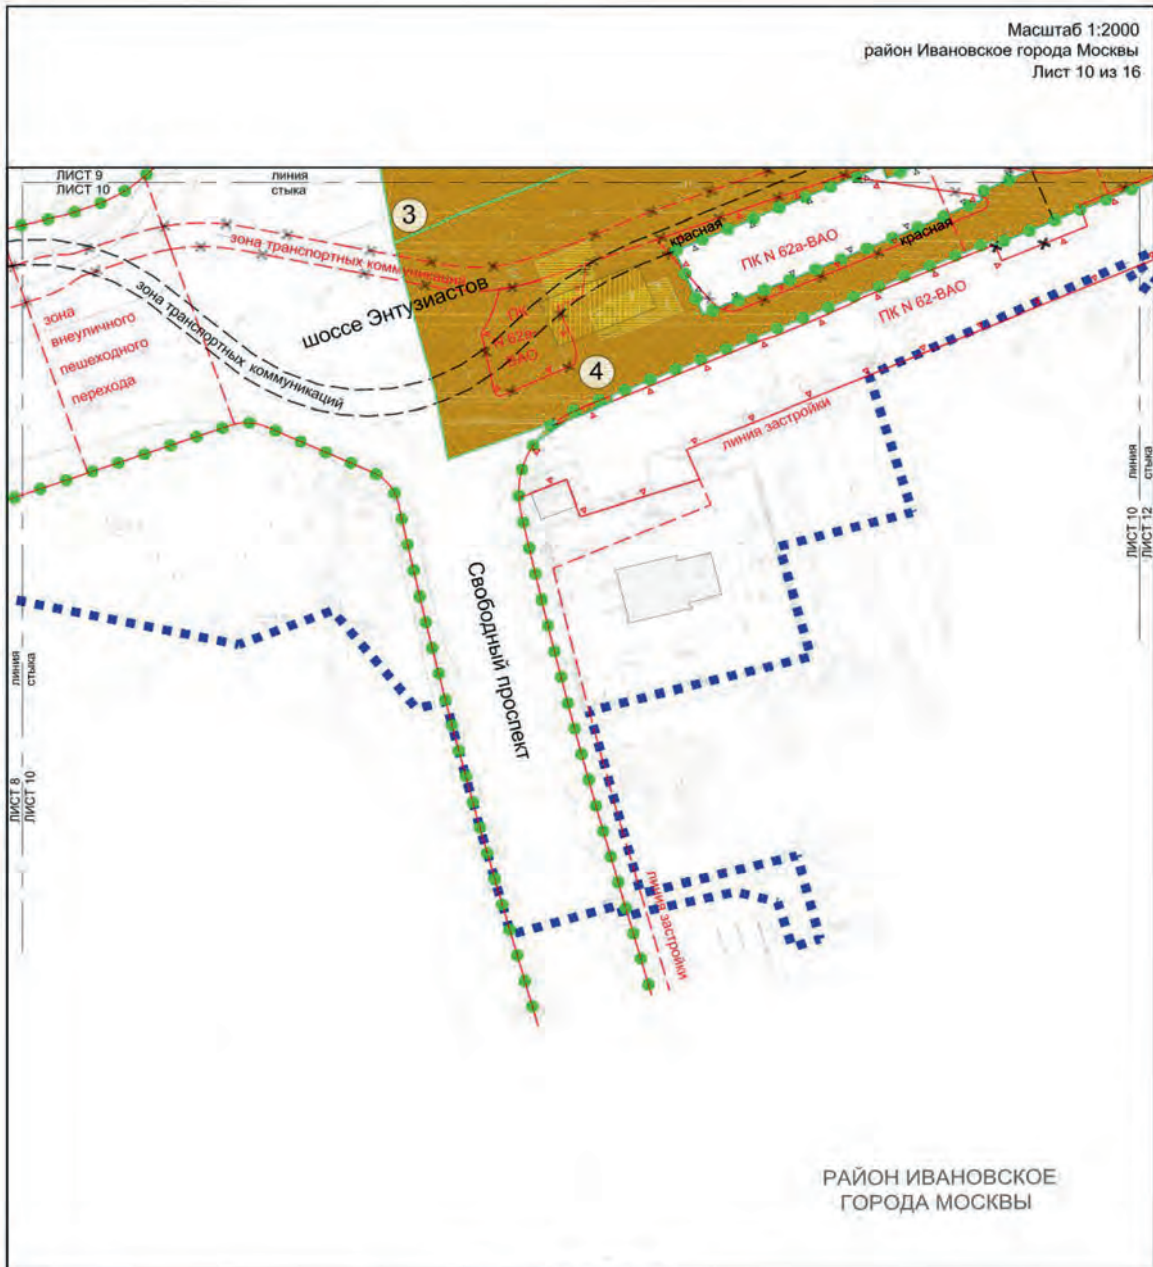 Масштаб 1:2000
район Ивановское города Москвы
Лист 10 из 16
ЛИСТ 9
ЛИСТ 10
линия
стыка
3
зона транспортных коммуникаций
красная
ПК N 62а-ВАО
красная
ПК N 62-ВАО
шоссе Энтузиастов
зона транспортных коммуникаций
зона
внеуличного
пешеходного
перехода
ПК
N 62в-
ВАО
4
линия застройки
линия
стыка
ЛИСТ 10
ЛИСТ 12
Свободный проспект
линия
стыка
ЛИСТ 8
ЛИСТ 10
линия застройки
РАЙОН ИВАНОВСКОЕ
ГОРОДА МОСКВЫ